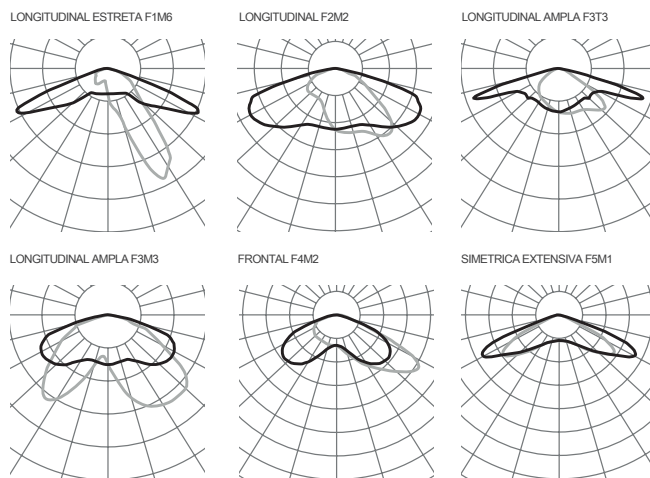 LONGITUDINAL ESTRETA F1M6
LONGITUDINAL F2M2
LONGITUDINAL AMPLA F3T3
LONGITUDINAL AMPLA F3M3
FRONTAL F4M2
SIMETRICA EXTENSIVA F5M1